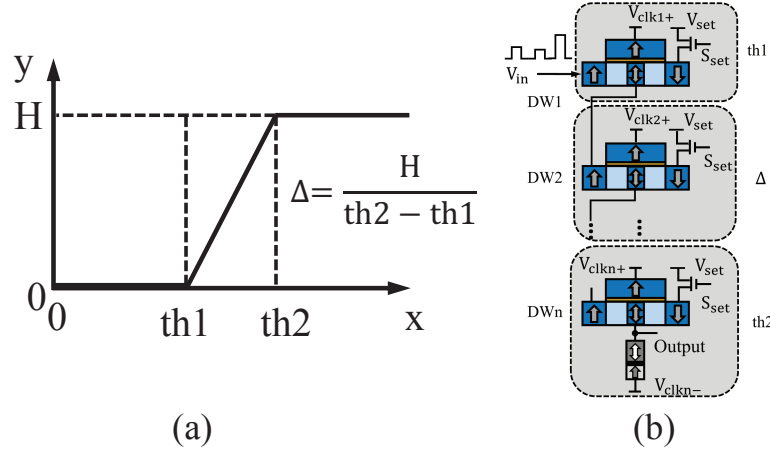 y
H
Δ= H / th2 − th1
0
0
th1
th2
x
(a)
V_clk1+
V_set
S_set
th1
V_in
DW1
V_clk2+
V_set
S_set
DW2
Δ
V_clkn+
V_set
S_set
DWn
th2
Output
V_clkn−
(b)